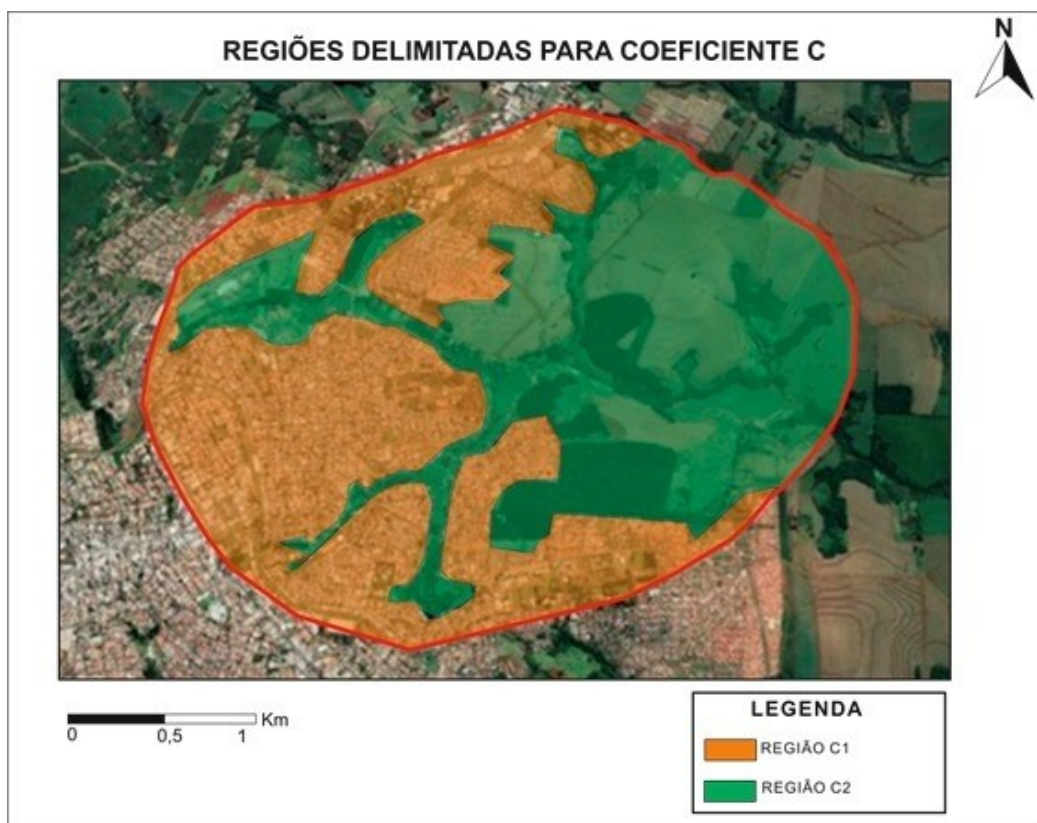 N
REGIÕES DELIMITADAS PARA COEFICIENTE C
Km
0 0,5 1
LEGENDA
REGIÃO C1
REGIÃO C2